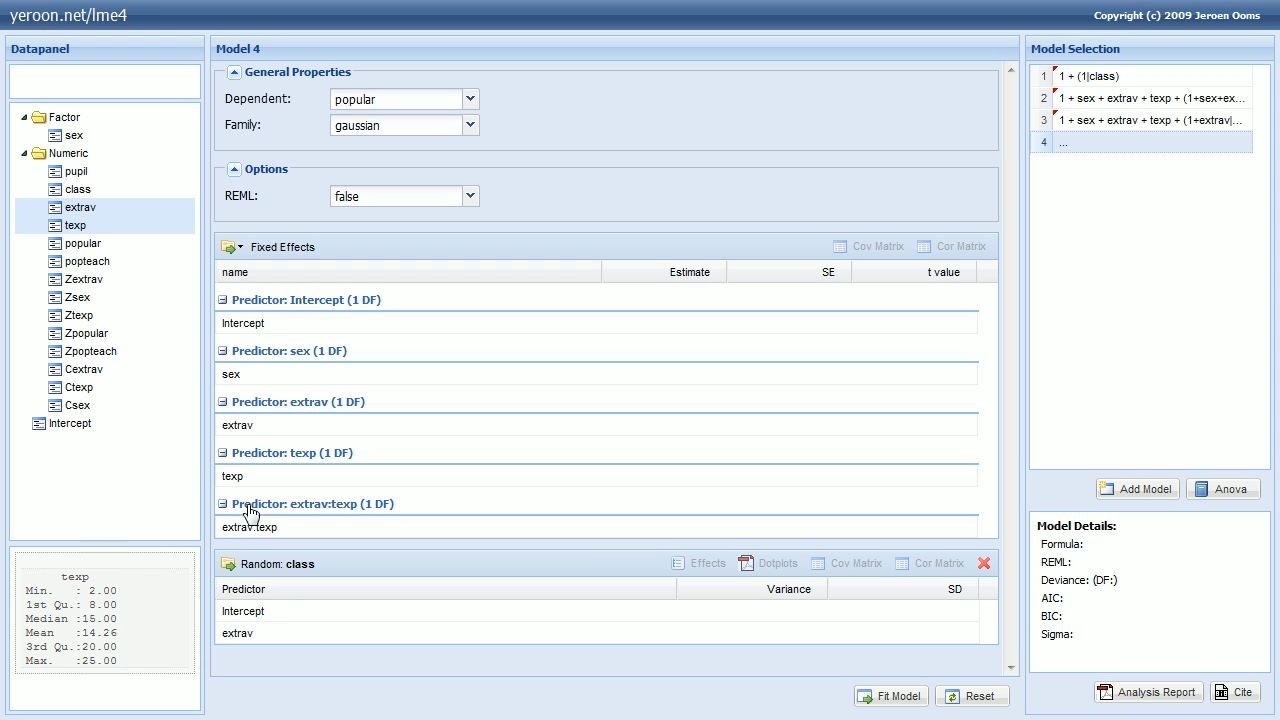 yeroon.net/lme4
Copyright (c) 2009 Jeroen Ooms
Datapanel
Factor
sex
Numeric
pupil
class
extrav
texp
popular
popteach
Zextrav
Zsex
Ztexp
Zpopular
Zpopteach
Cextrav
Ctexp
Csex
Intercept
texp
Min. : 2.00
1st Qu.: 8.00
Median :15.00
Mean :14.26
3rd Qu.:20.00
Max. :25.00
Model 4
General Properties
Dependent: popular
Family: gaussian
Options
REML: false
Fixed Effects Cov Matrix Cor Matrix
name Estimate SE t value
Predictor: Intercept (1 DF)
Intercept
Predictor: sex (1 DF)
sex
Predictor: extrav (1 DF)
extrav
Predictor: texp (1 DF)
texp
Predictor: extrav:texp (1 DF)
extrav:texp
Random: class Effects Dotplots Cov Matrix Cor Matrix
Predictor Variance SD
Intercept
extrav
Fit Model Reset
Model Selection
1 1 + (1|class)
2 1 + sex + extrav + texp + (1+sex+ex...
3 1 + sex + extrav + texp + (1+extrav|...
4 ...
Add Model Anova
Model Details:
Formula:
REML:
Deviance: (DF:)
AIC:
BIC:
Sigma:
Analysis Report Cite